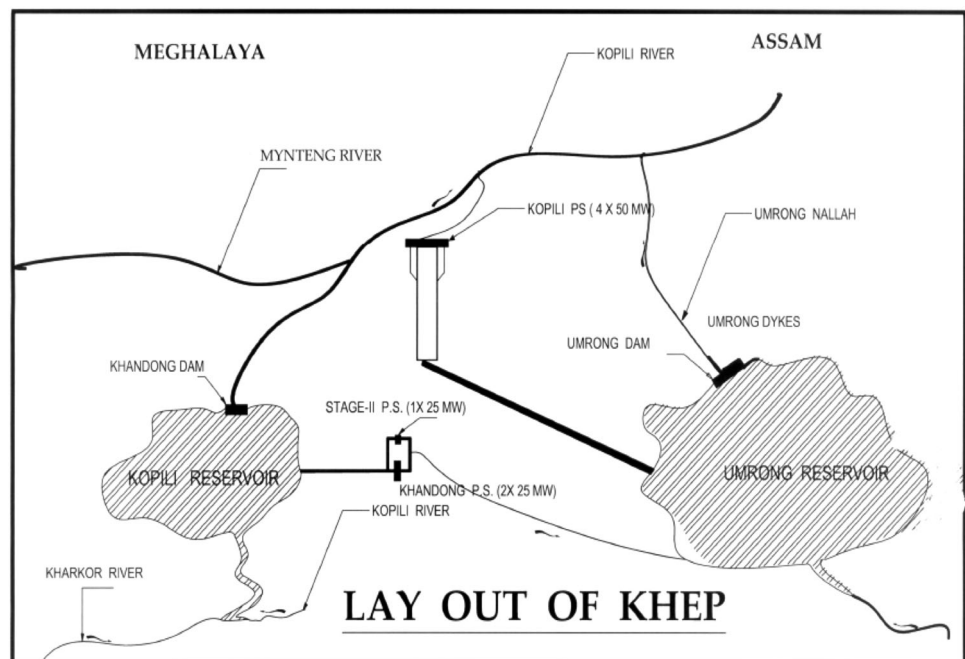 MEGHALAYA
ASSAM
KOPILI RIVER
MYNTENG RIVER
KOPILI PS ( 4 X 50 MW)
UMRONG NALLAH
UMRONG DYKES
UMRONG DAM
KHANDONG DAM
STAGE-II P.S. (1X 25 MW)
KOPILI RESERVOIR
UMRONG RESERVOIR
KHANDONG P.S. (2X 25 MW)
KOPILI RIVER
KHARKOR RIVER
LAY OUT OF KHEP